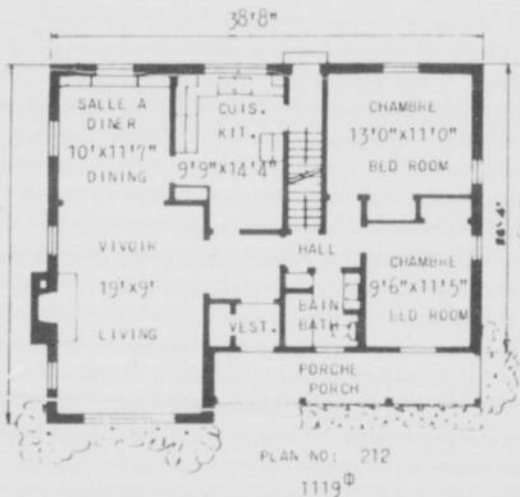 38'8"
SALLE A
DINER
10'X11'7"
DINING
CUIS.
KIT.
9'9"X14'4"
CHAMBRE
13'0"X11'0"
BED ROOM
VIVOIR
19'X9'
LIVING
HALL
CHAMBRE
9'6"X11'5"
BED ROOM
BAIN
BATH
VEST.
PORCHE
PORCH
PLAN NO: 212
1119